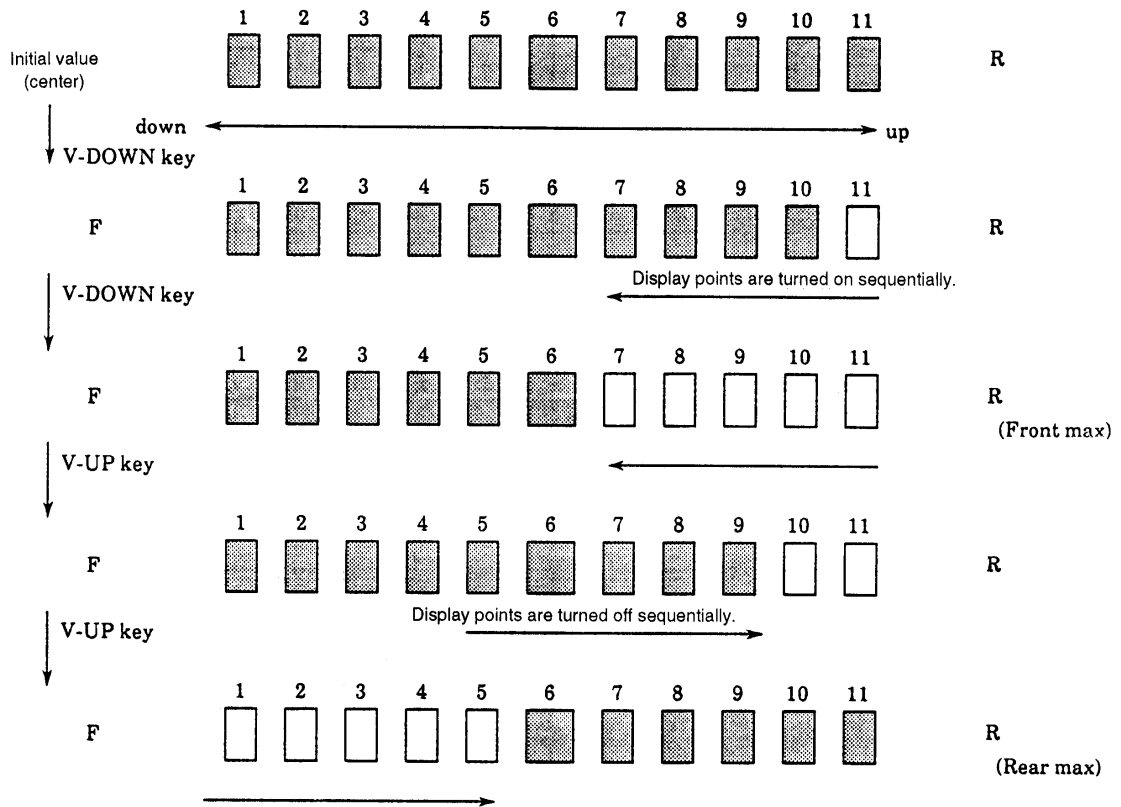 1 2 3 4 5 6 7 8 9 10 11
Initial value
(center)
R
down up
V-DOWN key
1 2 3 4 5 6 7 8 9 10 11
F R
Display points are turned on sequentially.
V-DOWN key
1 2 3 4 5 6 7 8 9 10 11
F R
(Front max)
V-UP key
1 2 3 4 5 6 7 8 9 10 11
F R
Display points are turned off sequentially.
V-UP key
1 2 3 4 5 6 7 8 9 10 11
F R
(Rear max)